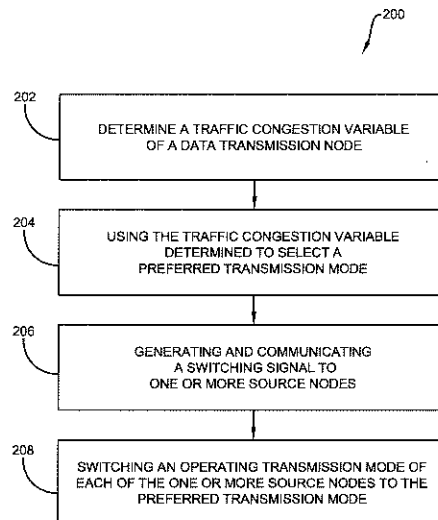 200
202
DETERMINE A TRAFFIC CONGESTION VARIABLE
OF A DATA TRANSMISSION NODE
204
USING THE TRAFFIC CONGESTION VARIABLE
DETERMINED TO SELECT A
PREFERRED TRANSMISSION MODE
206
GENERATING AND COMMUNICATING
A SWITCHING SIGNAL TO
ONE OR MORE SOURCE NODES
208
SWITCHING AN OPERATING TRANSMISSION MODE OF
EACH OF THE ONE OR MORE SOURCE NODES TO THE
PREFERRED TRANSMISSION MODE